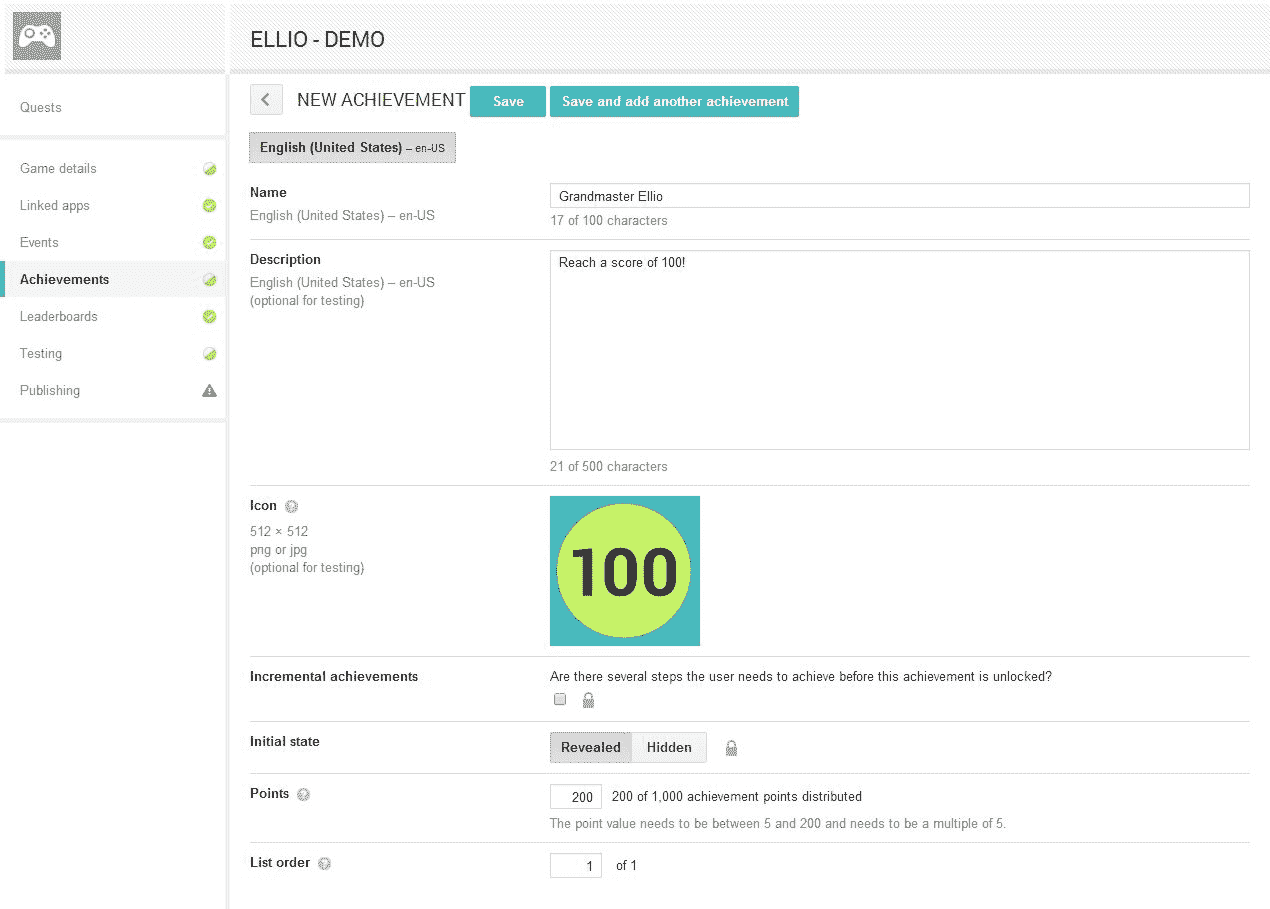 ELLIO - DEMO
Quests
Game details
Linked apps
Events
Achievements
Leaderboards
Testing
Publishing
NEW ACHIEVEMENT
Save
Save and add another achievement
English (United States) – en-US
Name
English (United States) – en-US
Grandmaster Ellio
17 of 100 characters
Description
English (United States) – en-US
(optional for testing)
Reach a score of 100!
21 of 500 characters
Icon
512 × 512
png or jpg
(optional for testing)
100
Incremental achievements
Are there several steps the user needs to achieve before this achievement is unlocked?
Initial state
Revealed
Hidden
Points
200
200 of 1,000 achievement points distributed
The point value needs to be between 5 and 200 and needs to be a multiple of 5.
List order
1
of 1